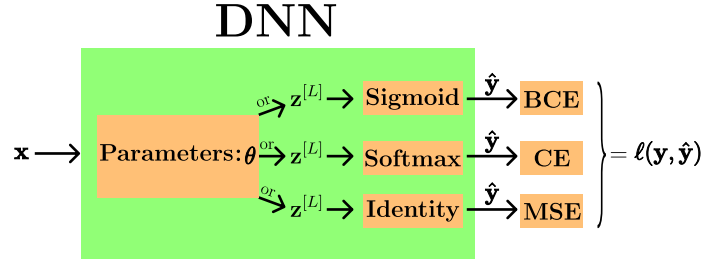 DNN
x
Parameters: θ
or z^{[L]} Sigmoid ŷ BCE
or z^{[L]} Softmax ŷ CE
or z^{[L]} Identity ŷ MSE
= ℓ(y, ŷ)